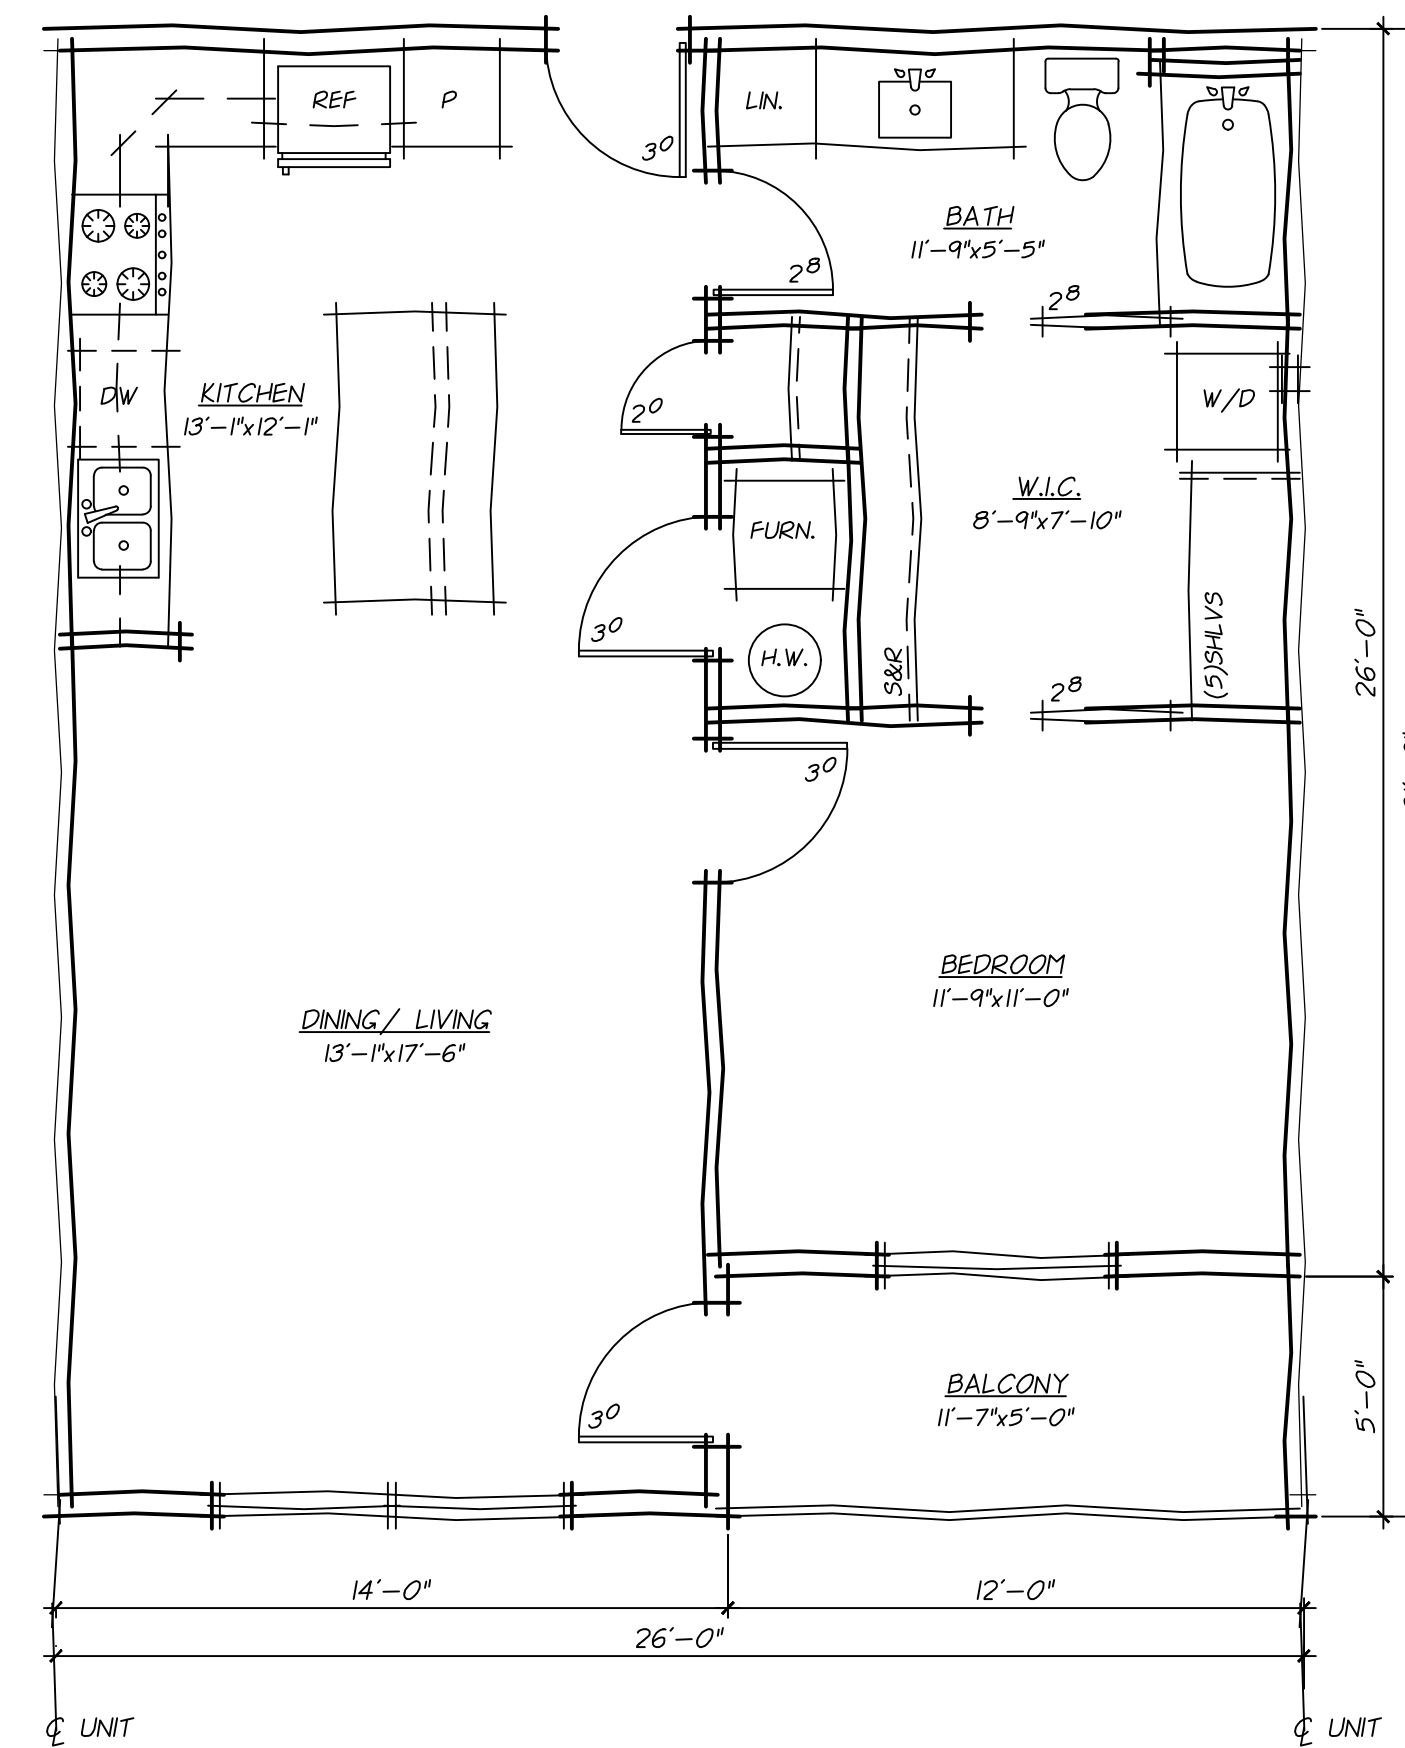 REF
P
3⁰
LIN.
BATH
11'-9"x5'-5"
2⁸
2⁸
DW
KITCHEN
13'-1"x12'-1"
2⁰
W/D
W.I.C.
8'-9"x7'-10"
FURN.
3⁰
H.W.
S&R
(5)SHLVS
2⁸
26'-0"
3⁰
BEDROOM
11'-9"x11'-0"
DINING/ LIVING
13'-1"x17'-6"
BALCONY
11'-7"x5'-0"
3⁰
5'-0"
14'-0"
12'-0"
26'-0"
℄ UNIT
℄ UNIT